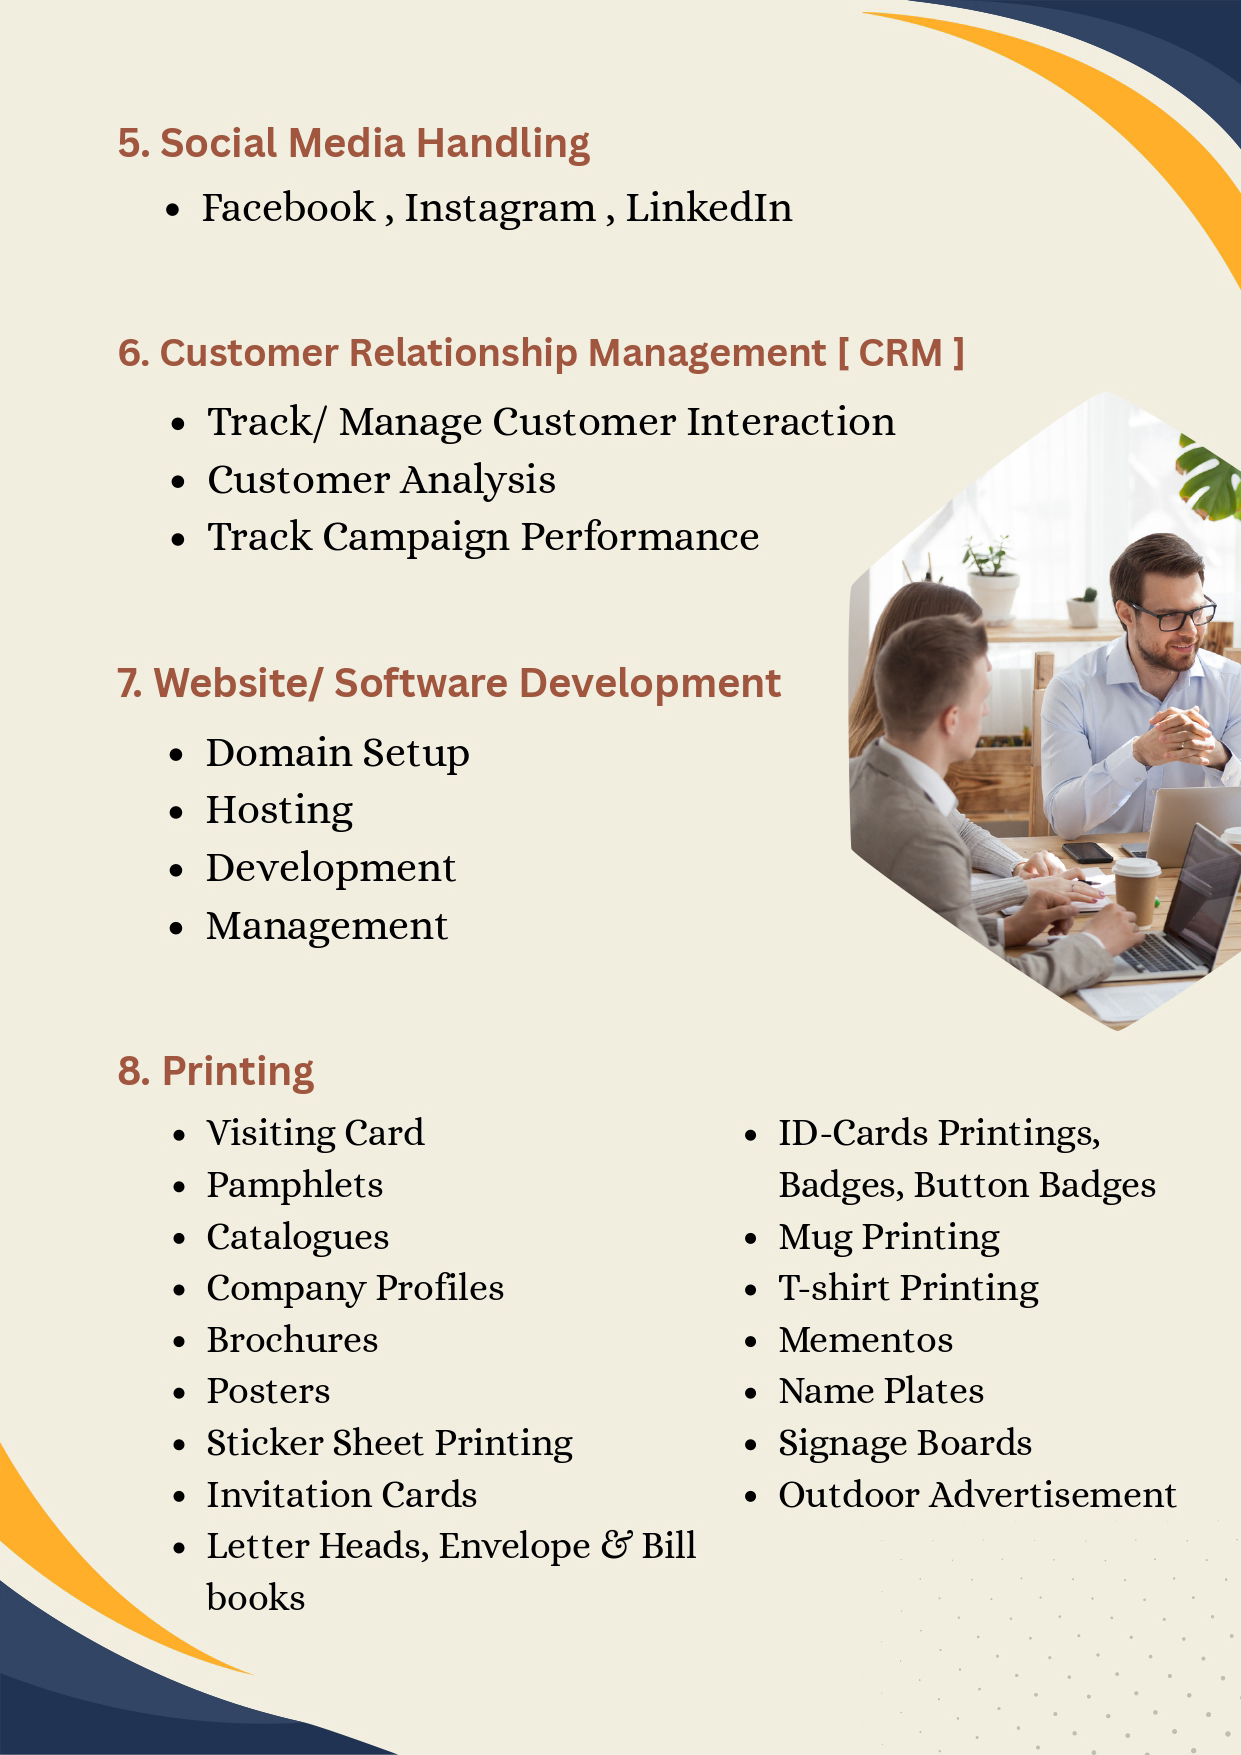 5. Social Media Handling
• Facebook , Instagram , LinkedIn
6. Customer Relationship Management [ CRM ]
• Track/ Manage Customer Interaction
• Customer Analysis
• Track Campaign Performance
7. Website/ Software Development
• Domain Setup
• Hosting
• Development
• Management
8. Printing
• Visiting Card
• Pamphlets
• Catalogues
• Company Profiles
• Brochures
• Posters
• Sticker Sheet Printing
• Invitation Cards
• Letter Heads, Envelope & Bill
books
• ID-Cards Printings,
Badges, Button Badges
• Mug Printing
• T-shirt Printing
• Mementos
• Name Plates
• Signage Boards
• Outdoor Advertisement